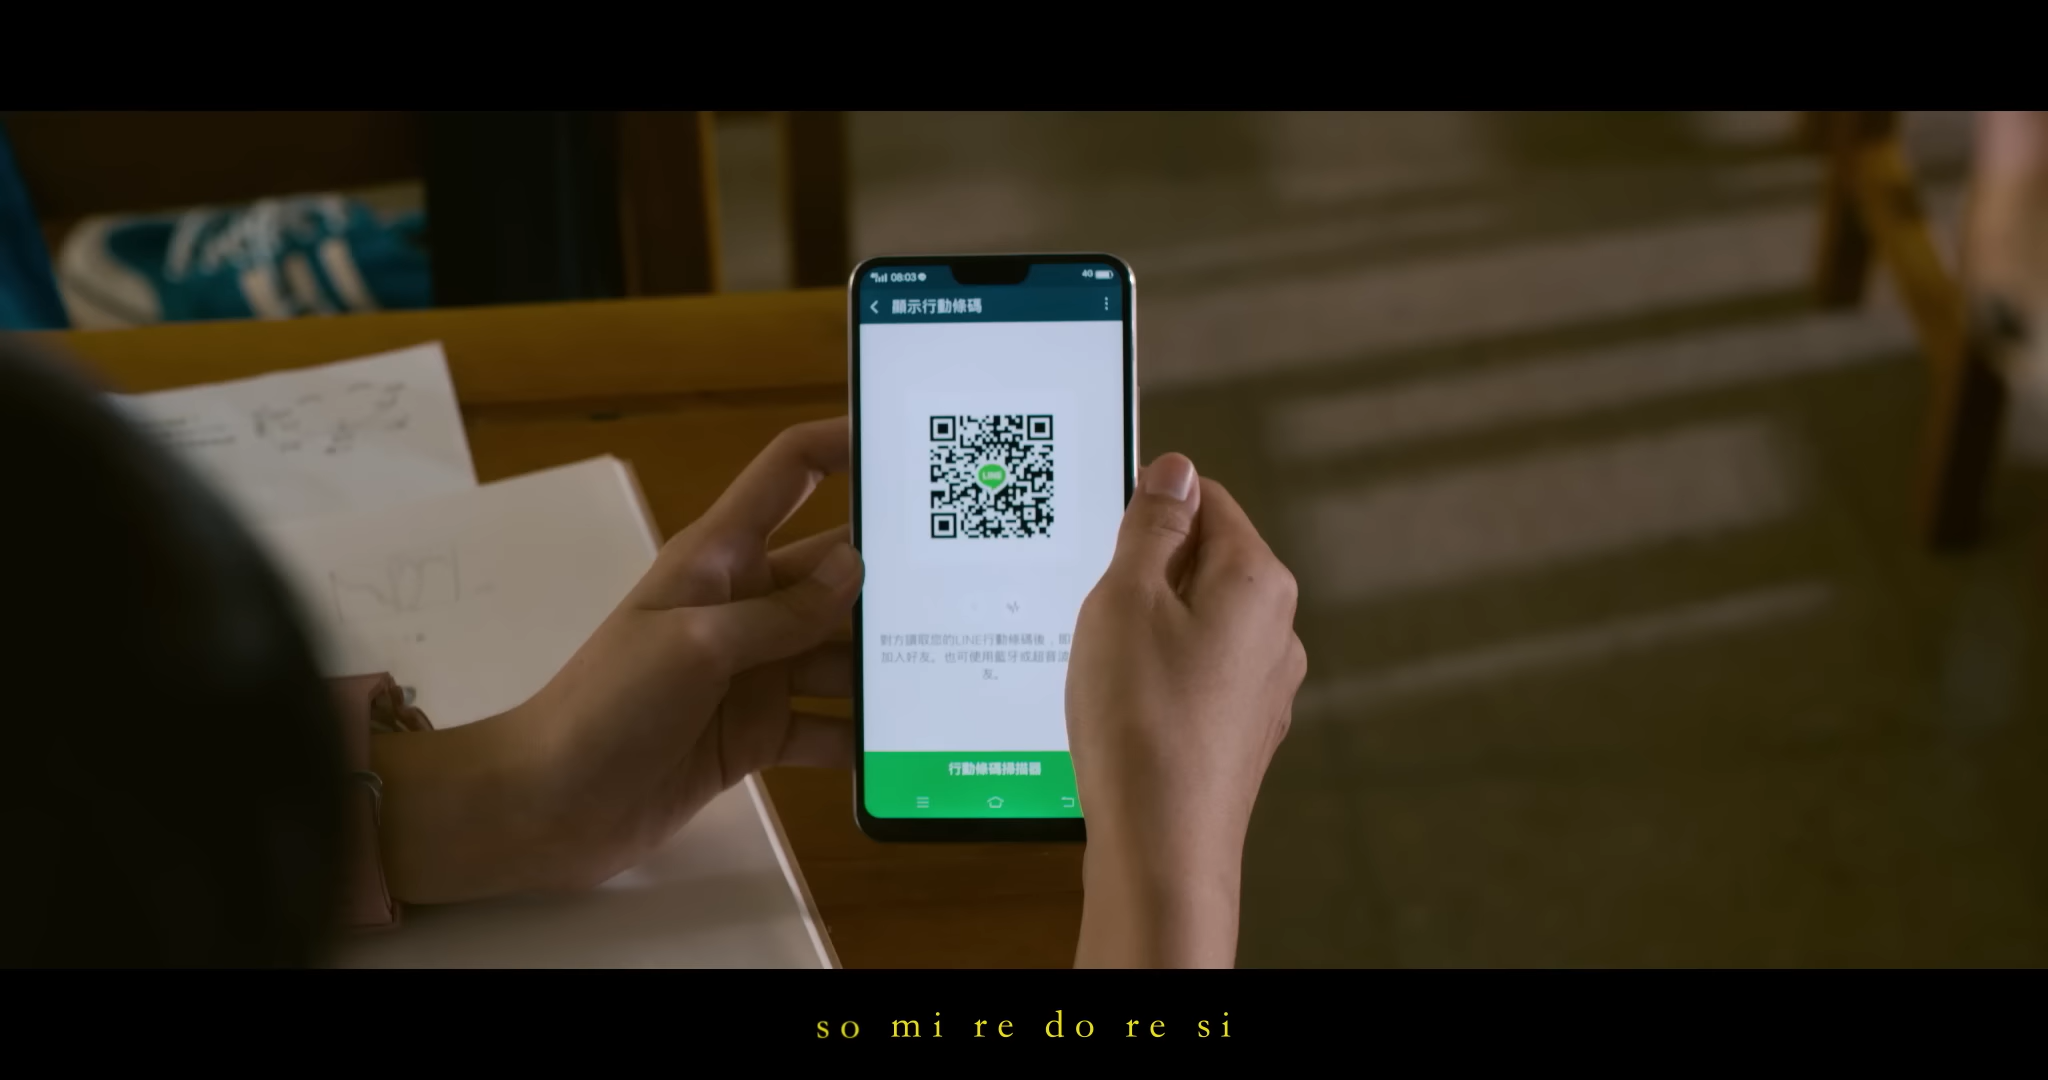 08:03
4G
顯示行動條碼
LINE
對方讀取您的LINE行動條碼後，即
加入好友。也可使用藍牙或超音波
友。
行動條碼掃描器
so mi re do re si